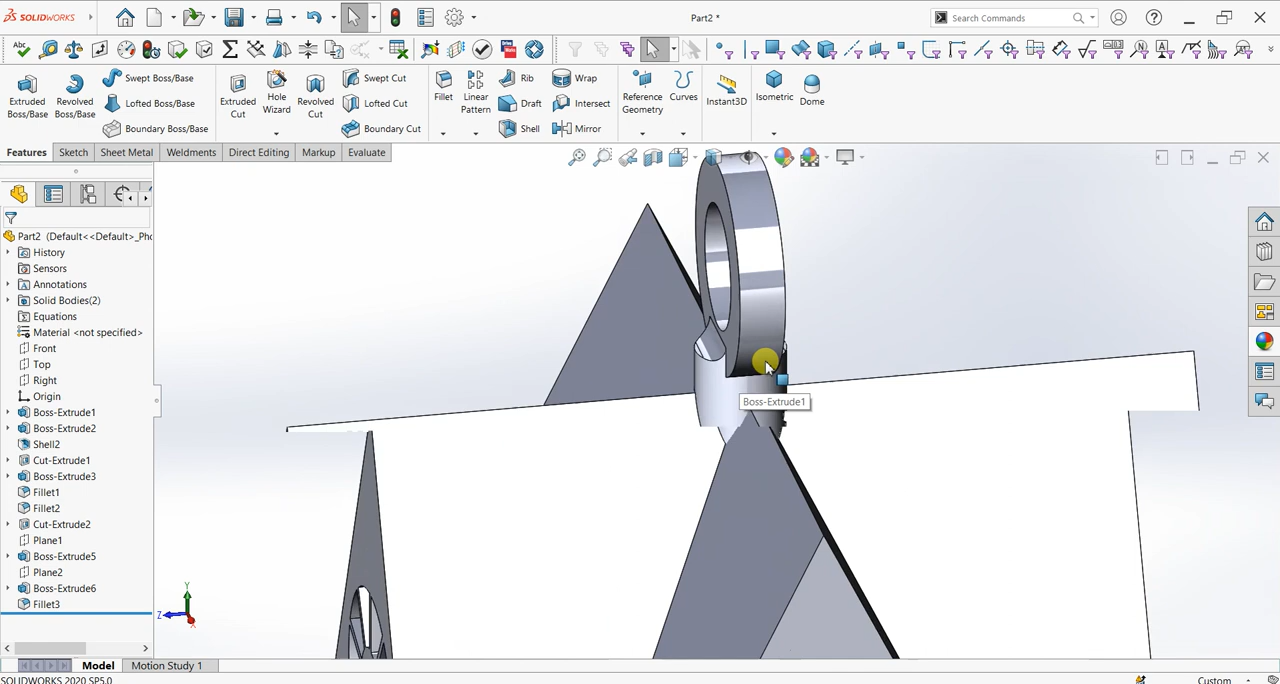 SOLIDWORKS
Part2 *
Search Commands
Extruded Boss/Base
Revolved Boss/Base
Swept Boss/Base
Lofted Boss/Base
Boundary Boss/Base
Extruded Cut
Hole Wizard
Revolved Cut
Swept Cut
Lofted Cut
Boundary Cut
Fillet
Linear Pattern
Rib
Draft
Shell
Wrap
Intersect
Mirror
Reference Geometry
Curves
Instant3D
Isometric
Dome
Features
Sketch
Sheet Metal
Weldments
Direct Editing
Markup
Evaluate
Part2 (Default<<Default>_Pho
History
Sensors
Annotations
Solid Bodies(2)
Equations
Material <not specified>
Front
Top
Right
Origin
Boss-Extrude1
Boss-Extrude2
Shell2
Cut-Extrude1
Boss-Extrude3
Fillet1
Fillet2
Cut-Extrude2
Plane1
Boss-Extrude5
Plane2
Boss-Extrude6
Fillet3
Boss-Extrude1
Y
Z
X
Model
Motion Study 1
SOLIDWORKS 2020 SP5.0
Custom